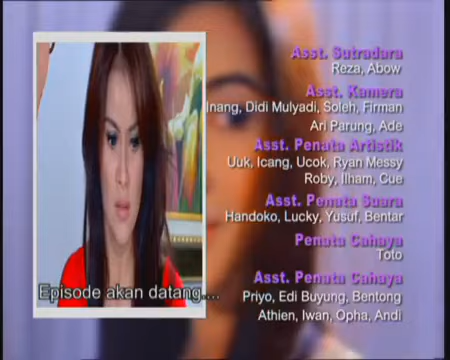 Asst. Sutradara
Reza, Abow
Asst. Kamera
Inang, Didi Mulyadi, Soleh, Firman
Ari Parung, Ade
Asst. Penata Artistik
Uuk, Icang, Ucok, Ryan Messy
Roby, Ilham, Cue
Asst. Penata Suara
Handoko, Lucky, Yusuf, Bentar
Penata Cahaya
Toto
Asst. Penata Cahaya
Priyo, Edi Buyung, Bentong
Athien, Iwan, Opha, Andi
Episode akan datang....